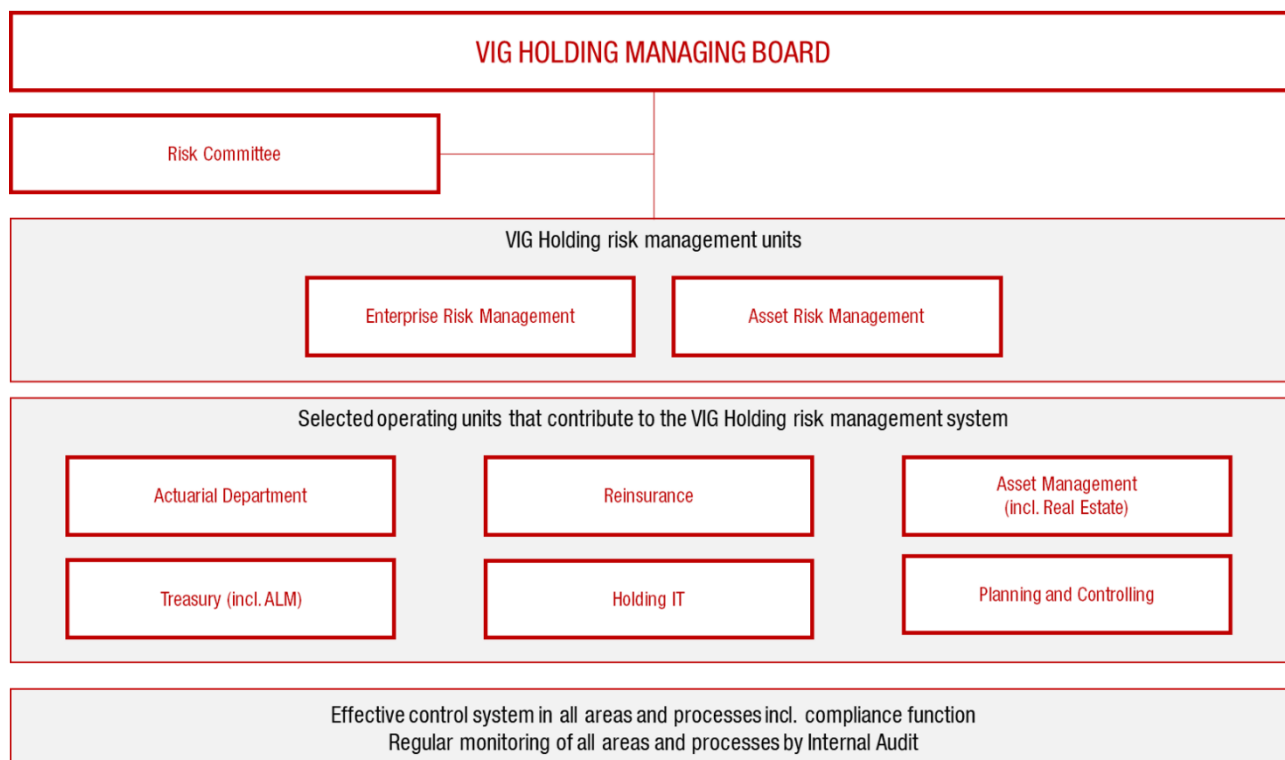 VIG HOLDING MANAGING BOARD
Risk Committee
VIG Holding risk management units
Enterprise Risk Management
Asset Risk Management
Selected operating units that contribute to the VIG Holding risk management system
Actuarial Department
Reinsurance
Asset Management
(incl. Real Estate)
Treasury (incl. ALM)
Holding IT
Planning and Controlling
Effective control system in all areas and processes incl. compliance function
Regular monitoring of all areas and processes by Internal Audit